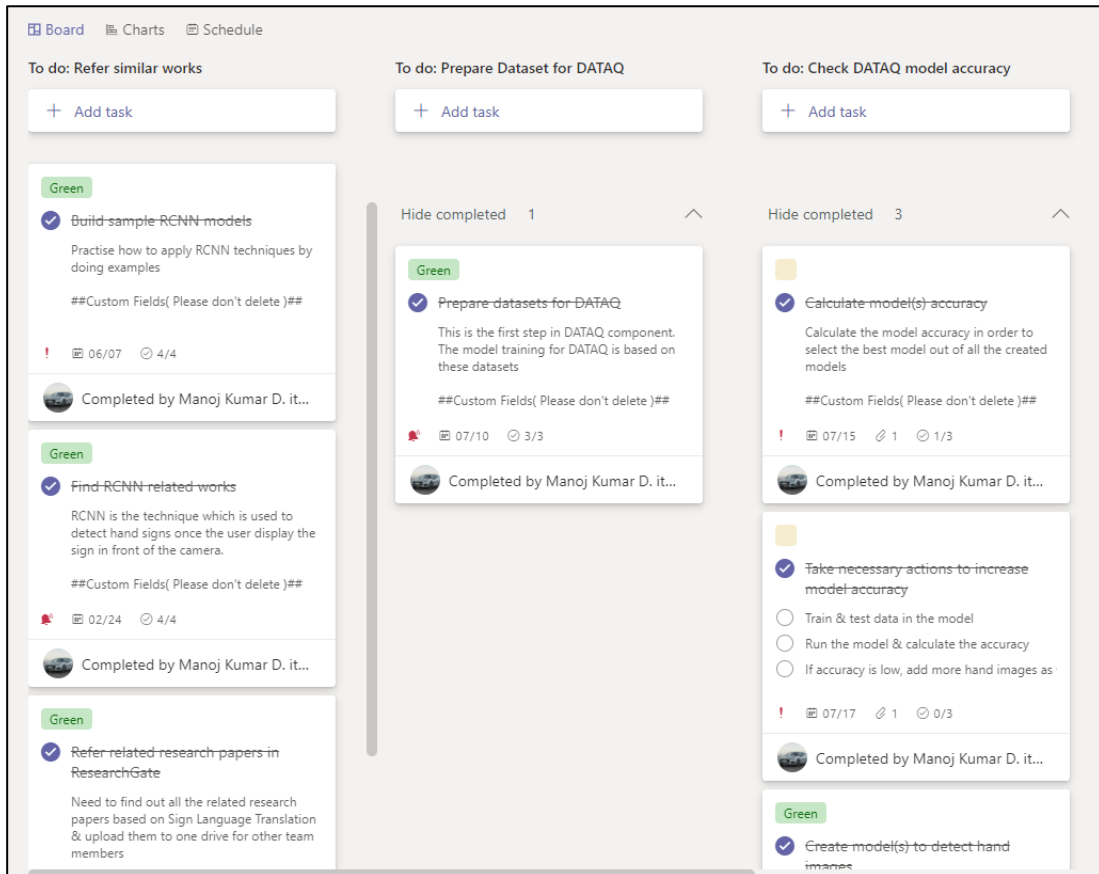 Board Charts Schedule
To do: Refer similar works
Add task
Green
Build sample RCNN models
Practise how to apply RCNN techniques by
doing examples
##Custom Fields( Please don't delete )##
06/07 4/4
Completed by Manoj Kumar D. it...
Green
Find RCNN related works
RCNN is the technique which is used to
detect hand signs once the user display the
sign in front of the camera.
##Custom Fields( Please don't delete )##
02/24 4/4
Completed by Manoj Kumar D. it...
Green
Refer related research papers in
ResearchGate
Need to find out all the related research
papers based on Sign Language Translation
& upload them to one drive for other team
members
To do: Prepare Dataset for DATAQ
Add task
Hide completed 1
Green
Prepare datasets for DATAQ
This is the first step in DATAQ component.
The model training for DATAQ is based on
these datasets
##Custom Fields( Please don't delete )##
07/10 3/3
Completed by Manoj Kumar D. it...
To do: Check DATAQ model accuracy
Add task
Hide completed 3
Calculate model(s) accuracy
Calculate the model accuracy in order to
select the best model out of all the created
models
##Custom Fields( Please don't delete )##
07/15 1 1/3
Completed by Manoj Kumar D. it...
Take necessary actions to increase
model accuracy
Train & test data in the model
Run the model & calculate the accuracy
If accuracy is low, add more hand images as
07/17 1 0/3
Completed by Manoj Kumar D. it...
Green
Create model(s) to detect hand
images